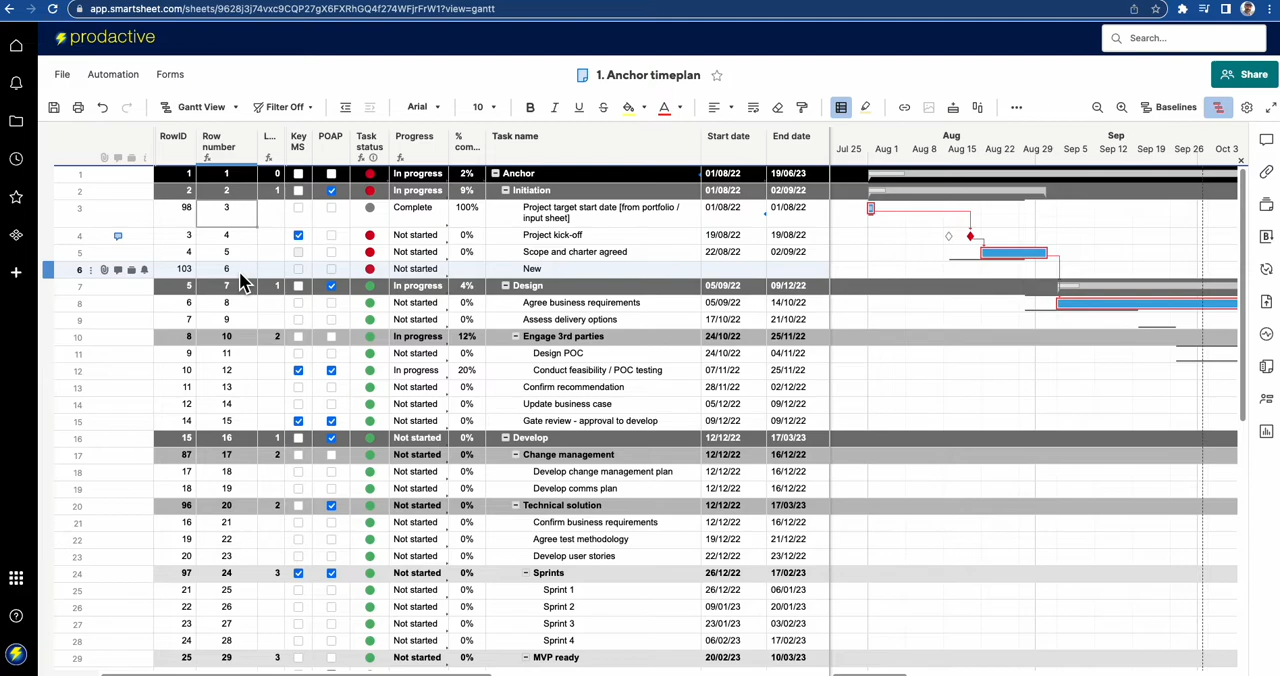 app.smartsheet.com/sheets/9628j3j74vxc9CQP27gX6FXRhGQ4f274WFjrFrW1?view=gantt
prodactive
Search...
File Automation Forms
1. Anchor timeplan
Share
Gantt View Filter Off Arial 10 B I U S A Baselines
RowID Row number L... Key MS POAP Task status Progress % com... Task name Start date End date
fx fx fx fx
Aug Sep
Jul 25 Aug 1 Aug 8 Aug 15 Aug 22 Aug 29 Sep 5 Sep 12 Sep 19 Sep 26 Oct 3
1 1 1 0 In progress 2% Anchor 01/08/22 19/06/23
2 2 2 1 In progress 9% Initiation 01/08/22 02/09/22
3 98 3 Complete 100% Project target start date [from portfolio / input sheet] 01/08/22 01/08/22
4 3 4 Not started 0% Project kick-off 19/08/22 19/08/22
5 4 5 Not started 0% Scope and charter agreed 22/08/22 02/09/22
6 103 6 Not started New
7 5 7 1 In progress 4% Design 05/09/22 09/12/22
8 6 8 Not started 0% Agree business requirements 05/09/22 14/10/22
9 7 9 Not started 0% Assess delivery options 17/10/22 21/10/22
10 8 10 2 In progress 12% Engage 3rd parties 24/10/22 25/11/22
11 9 11 Not started 0% Design POC 24/10/22 04/11/22
12 10 12 In progress 20% Conduct feasibility / POC testing 07/11/22 25/11/22
13 11 13 Not started 0% Confirm recommendation 28/11/22 02/12/22
14 12 14 Not started 0% Update business case 05/12/22 09/12/22
15 14 15 Not started 0% Gate review - approval to develop 09/12/22 09/12/22
16 15 16 1 Not started 0% Develop 12/12/22 17/03/23
17 87 17 2 Not started 0% Change management 12/12/22 16/12/22
18 17 18 Not started 0% Develop change management plan 12/12/22 16/12/22
19 18 19 Not started 0% Develop comms plan 12/12/22 16/12/22
20 96 20 2 Not started 0% Technical solution 12/12/22 17/03/23
21 16 21 Not started 0% Confirm business requirements 12/12/22 16/12/22
22 19 22 Not started 0% Agree test methodology 19/12/22 21/12/22
23 20 23 Not started 0% Develop user stories 22/12/22 23/12/22
24 97 24 3 Not started 0% Sprints 26/12/22 17/02/23
25 21 25 Not started 0% Sprint 1 26/12/22 06/01/23
26 22 26 Not started 0% Sprint 2 09/01/23 20/01/23
27 23 27 Not started 0% Sprint 3 23/01/23 03/02/23
28 24 28 Not started 0% Sprint 4 06/02/23 17/02/23
29 25 29 3 Not started 0% MVP ready 20/02/23 10/03/23